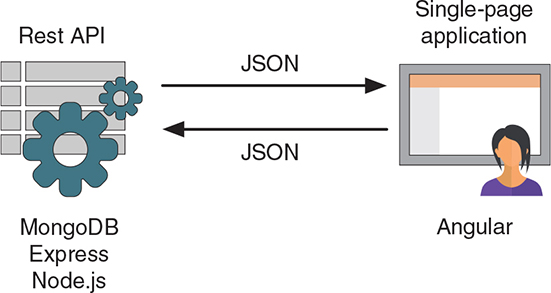 Rest API
JSON
JSON
MongoDB
Express
Node.js
Single-page
application
Angular